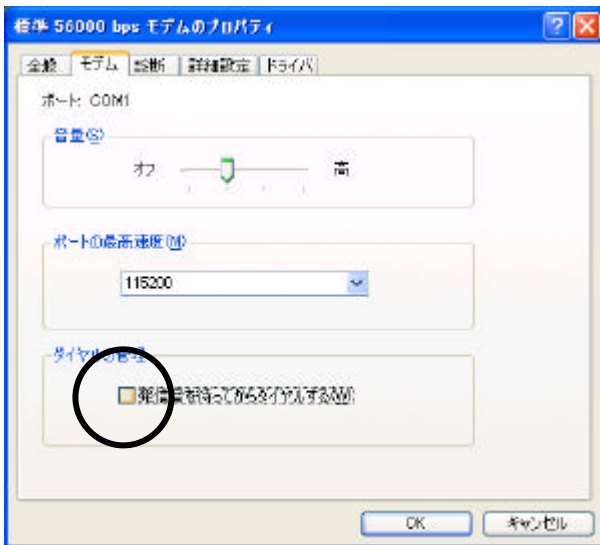 標準 56000 bps モデムのプロパティ
全般 モデム 診断 詳細設定 ドライバ
ポート: COM1
音量(S)
オフ 高
ポートの最高速度(M)
115200
ダイヤルの管理
発信音を待ってからダイヤルする(W)
OK キャンセル